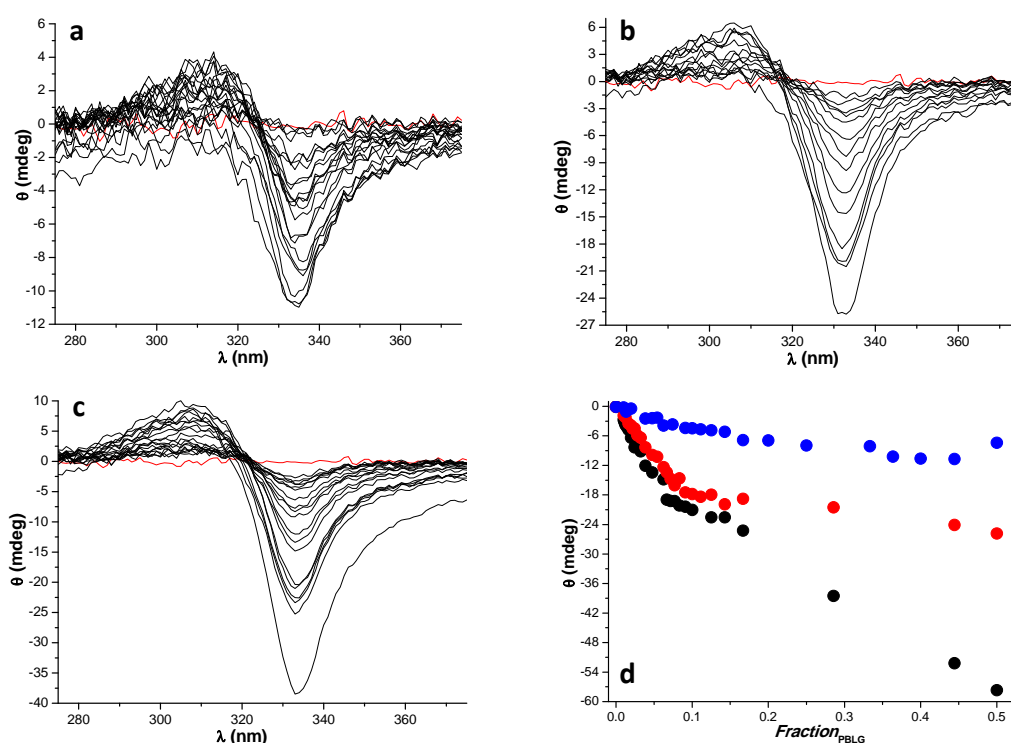 a
6
4
2
0
-2
-4
-6
-8
-10
-12
θ (mdeg)
280 300 320 340 360
λ (nm)
b
6
3
0
-3
-6
-9
-12
-15
-18
-21
-24
-27
θ (mdeg)
280 300 320 340 360
λ (nm)
c
10
5
0
-5
-10
-15
-20
-25
-30
-35
-40
θ (mdeg)
280 300 320 340 360
λ (nm)
0
-6
-12
-18
-24
-30
-36
-42
-48
-54
-60
θ (mdeg)
d
0.0 0.1 0.2 0.3 0.4 0.5
Fraction PBLG